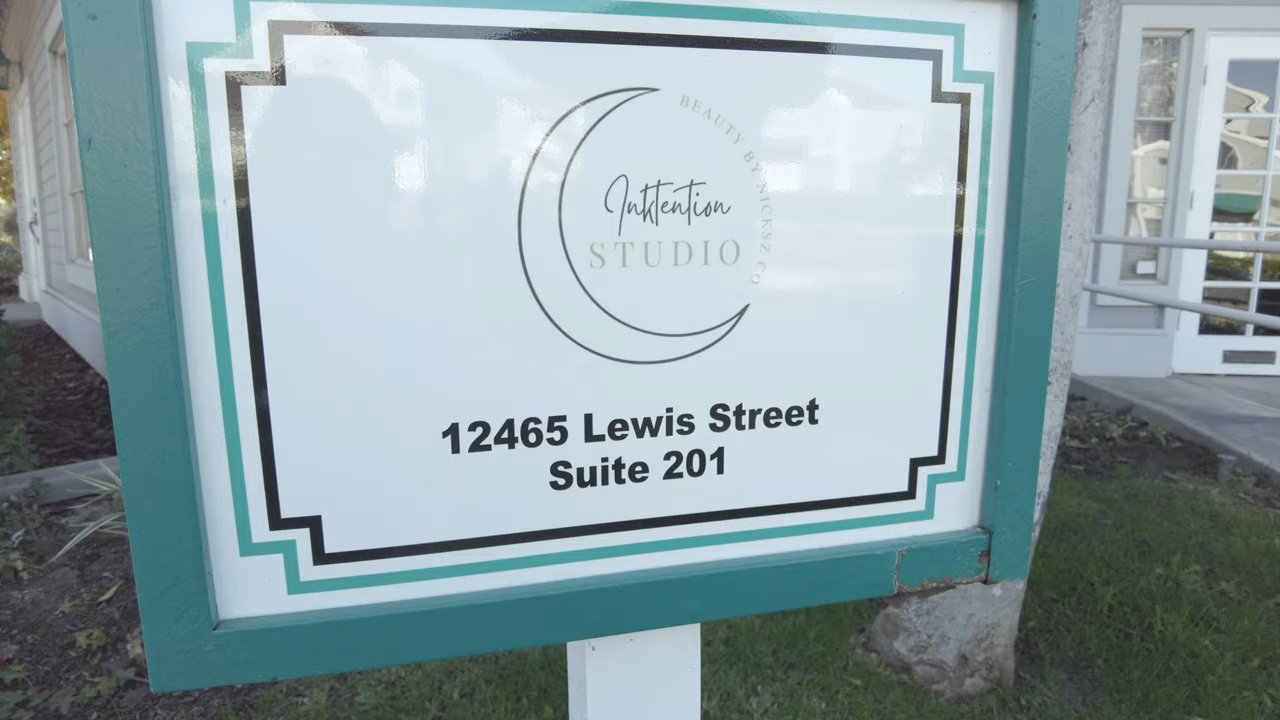 BEAUTY BY NICKSZ CO
Inktention
STUDIO
12465 Lewis Street
Suite 201